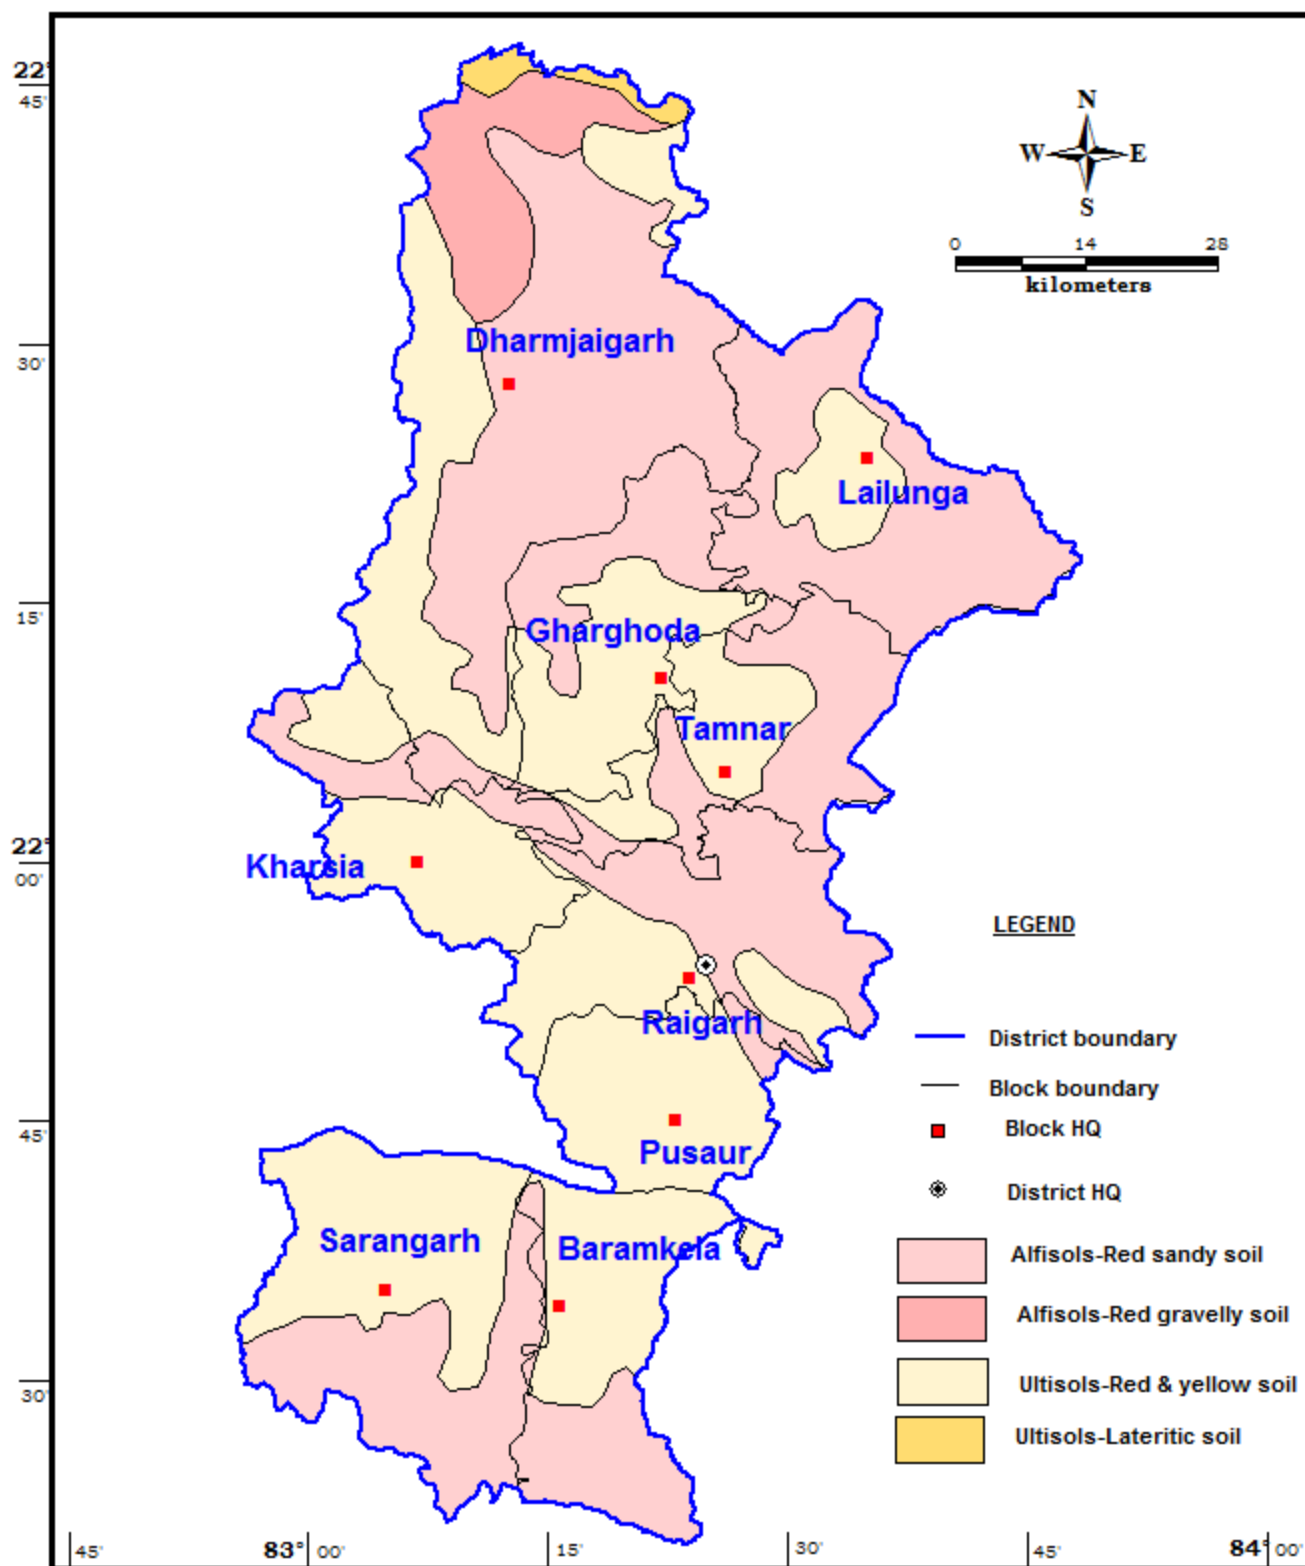 22°
45'
N
W E
S
0 14 28
kilometers
30'
Dharmjaigarh
Lailunga
15'
Gharghoda
Tamnar
22°
00'
Kharsia
LEGEND
Raigarh
District boundary
Block boundary
45'
Block HQ
Pusaur
District HQ
Sarangarh
Baramkela
Alfisols-Red sandy soil
Alfisols-Red gravelly soil
30'
Ultisols-Red & yellow soil
Ultisols-Lateritic soil
45' 83° 00' 15' 30' 45' 84° 00'